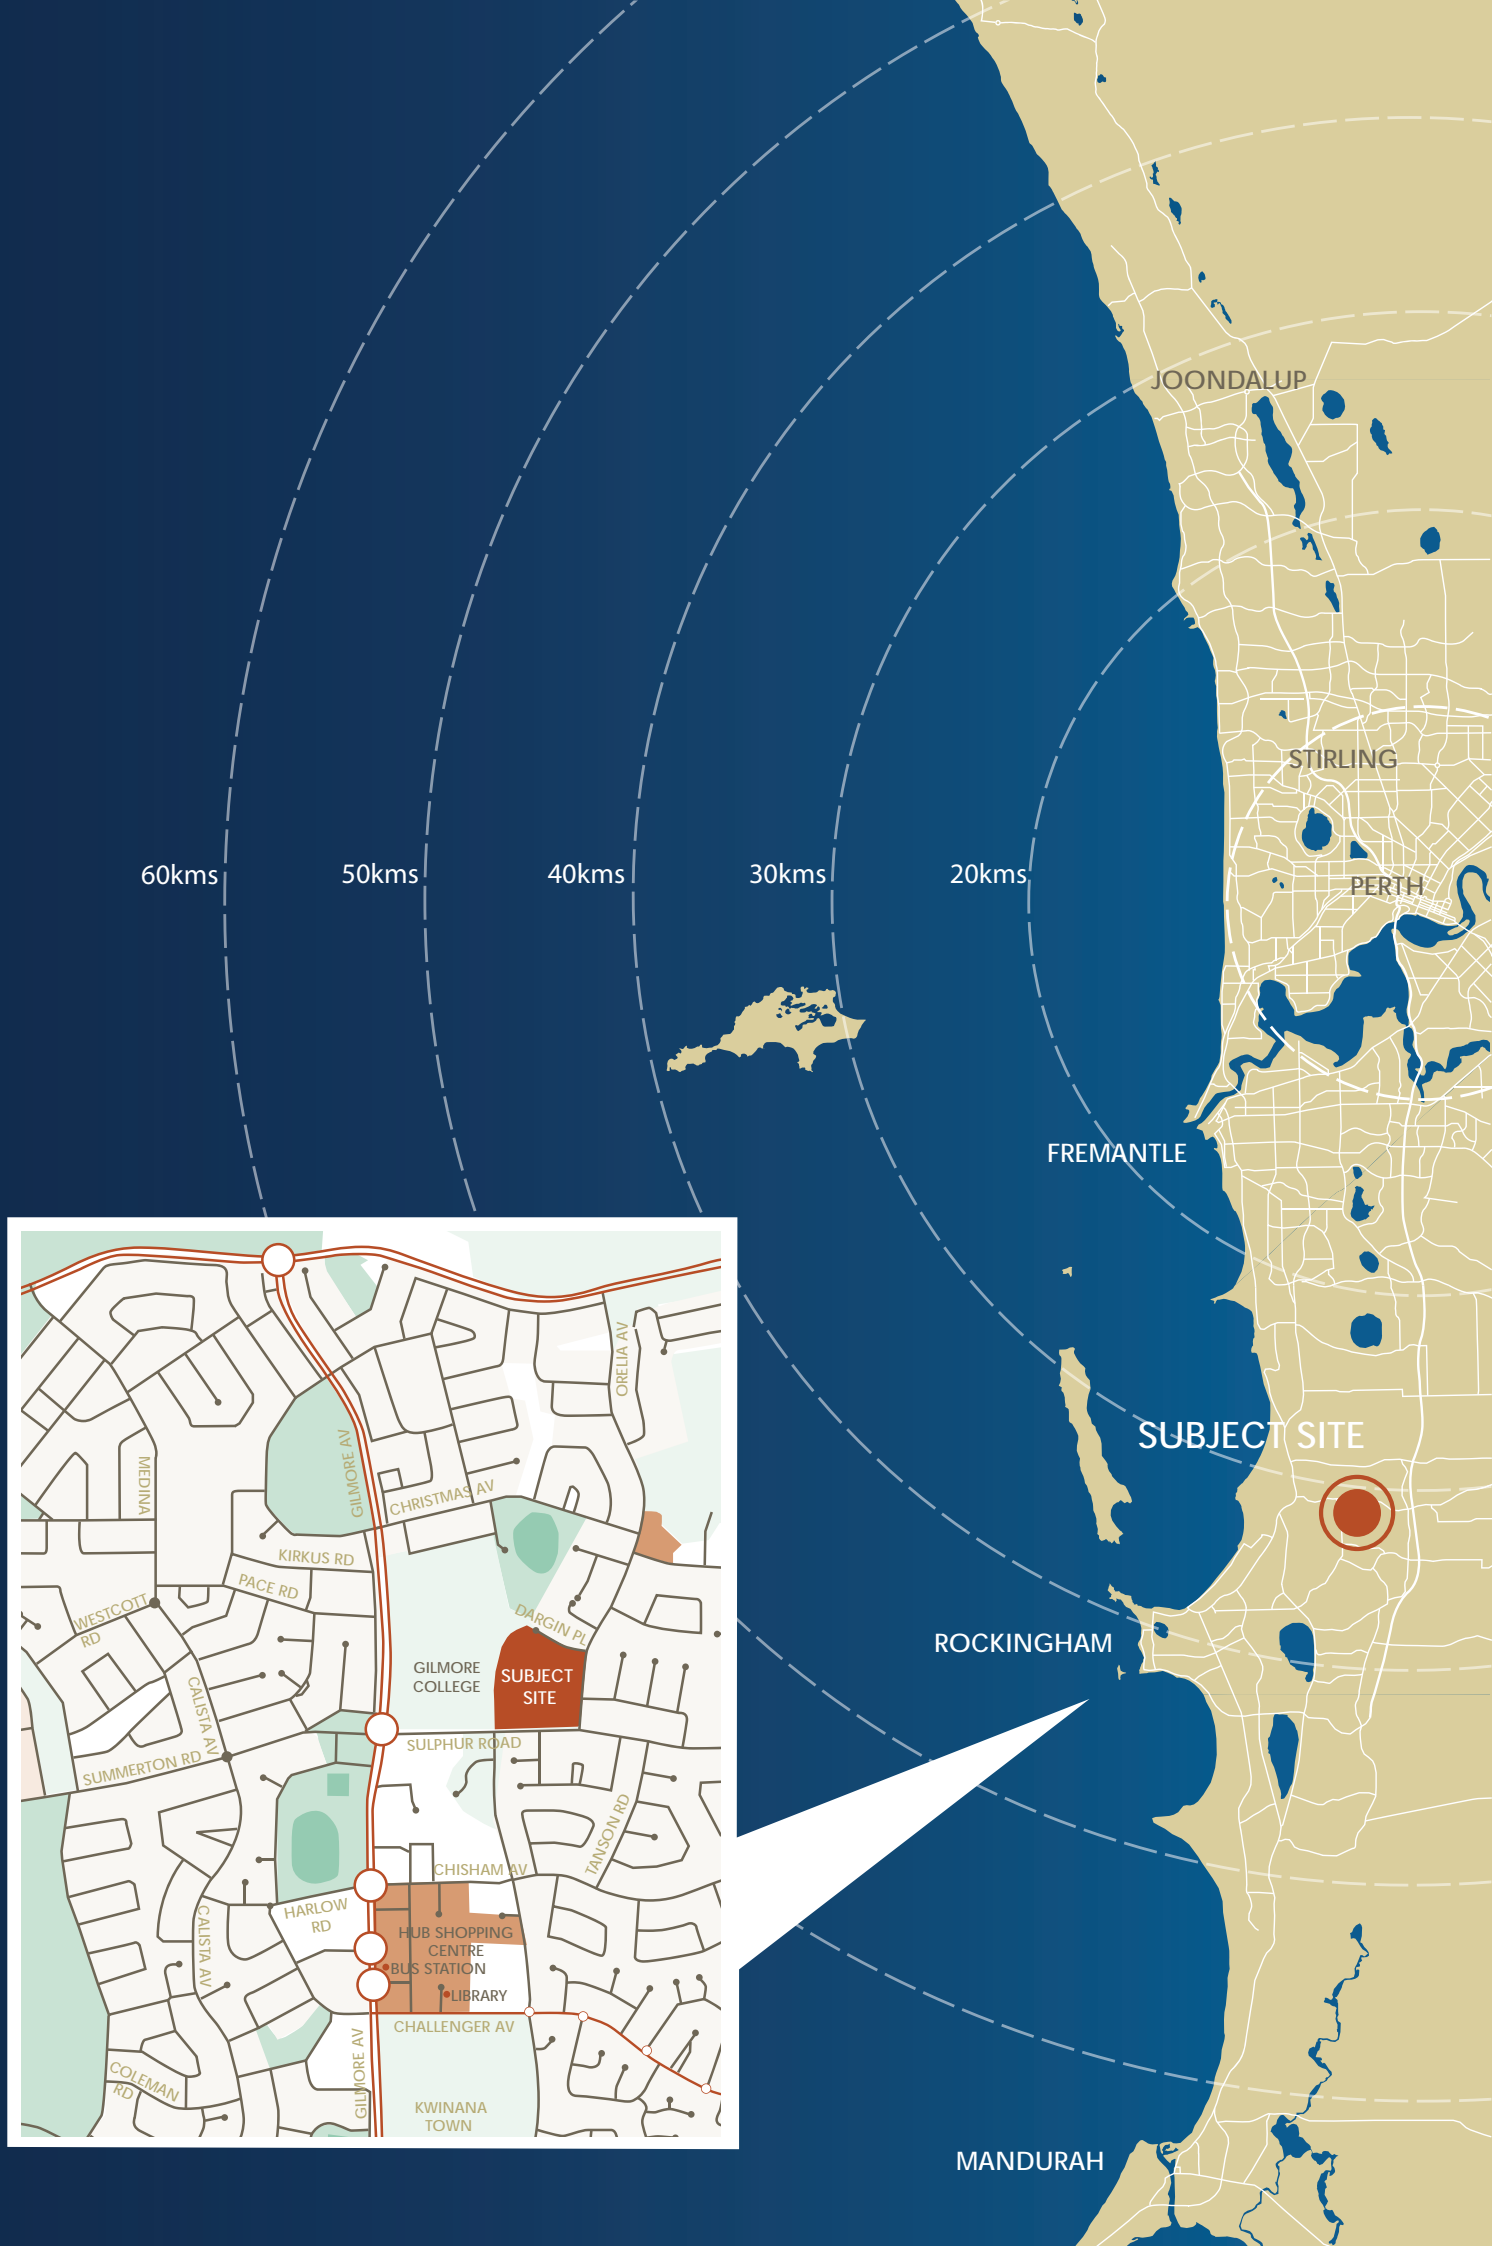 JOONDALUP
STIRLING
60kms
50kms
40kms
30kms
20kms
PERTH
FREMANTLE
SUBJECT SITE
ROCKINGHAM
MANDURAH
ORELIA AV
MEDINA
GILMORE AV
CHRISTMAS AV
KIRKUS RD
PACE RD
WESTCOTT
RD
DARGIN PL
GILMORE
COLLEGE
SUBJECT
SITE
CALISTA AV
SULPHUR ROAD
SUMMERTON RD
TANSON RD
CHISHAM AV
HARLOW
RD
CALISTA AV
HUB SHOPPING
CENTRE
BUS STATION
LIBRARY
CHALLENGER AV
GILMORE AV
COLEMAN
RD
KWINANA
TOWN